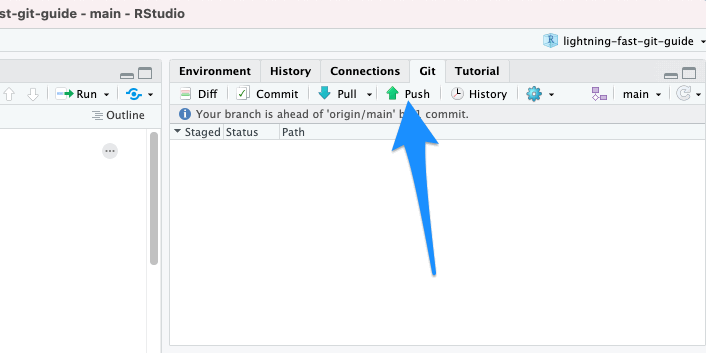 st-git-guide - main - RStudio
lightning-fast-git-guide
Environment History Connections Git Tutorial
Run
Diff Commit Pull Push History main
Outline
Your branch is ahead of 'origin/main' 1 commit.
Staged Status Path